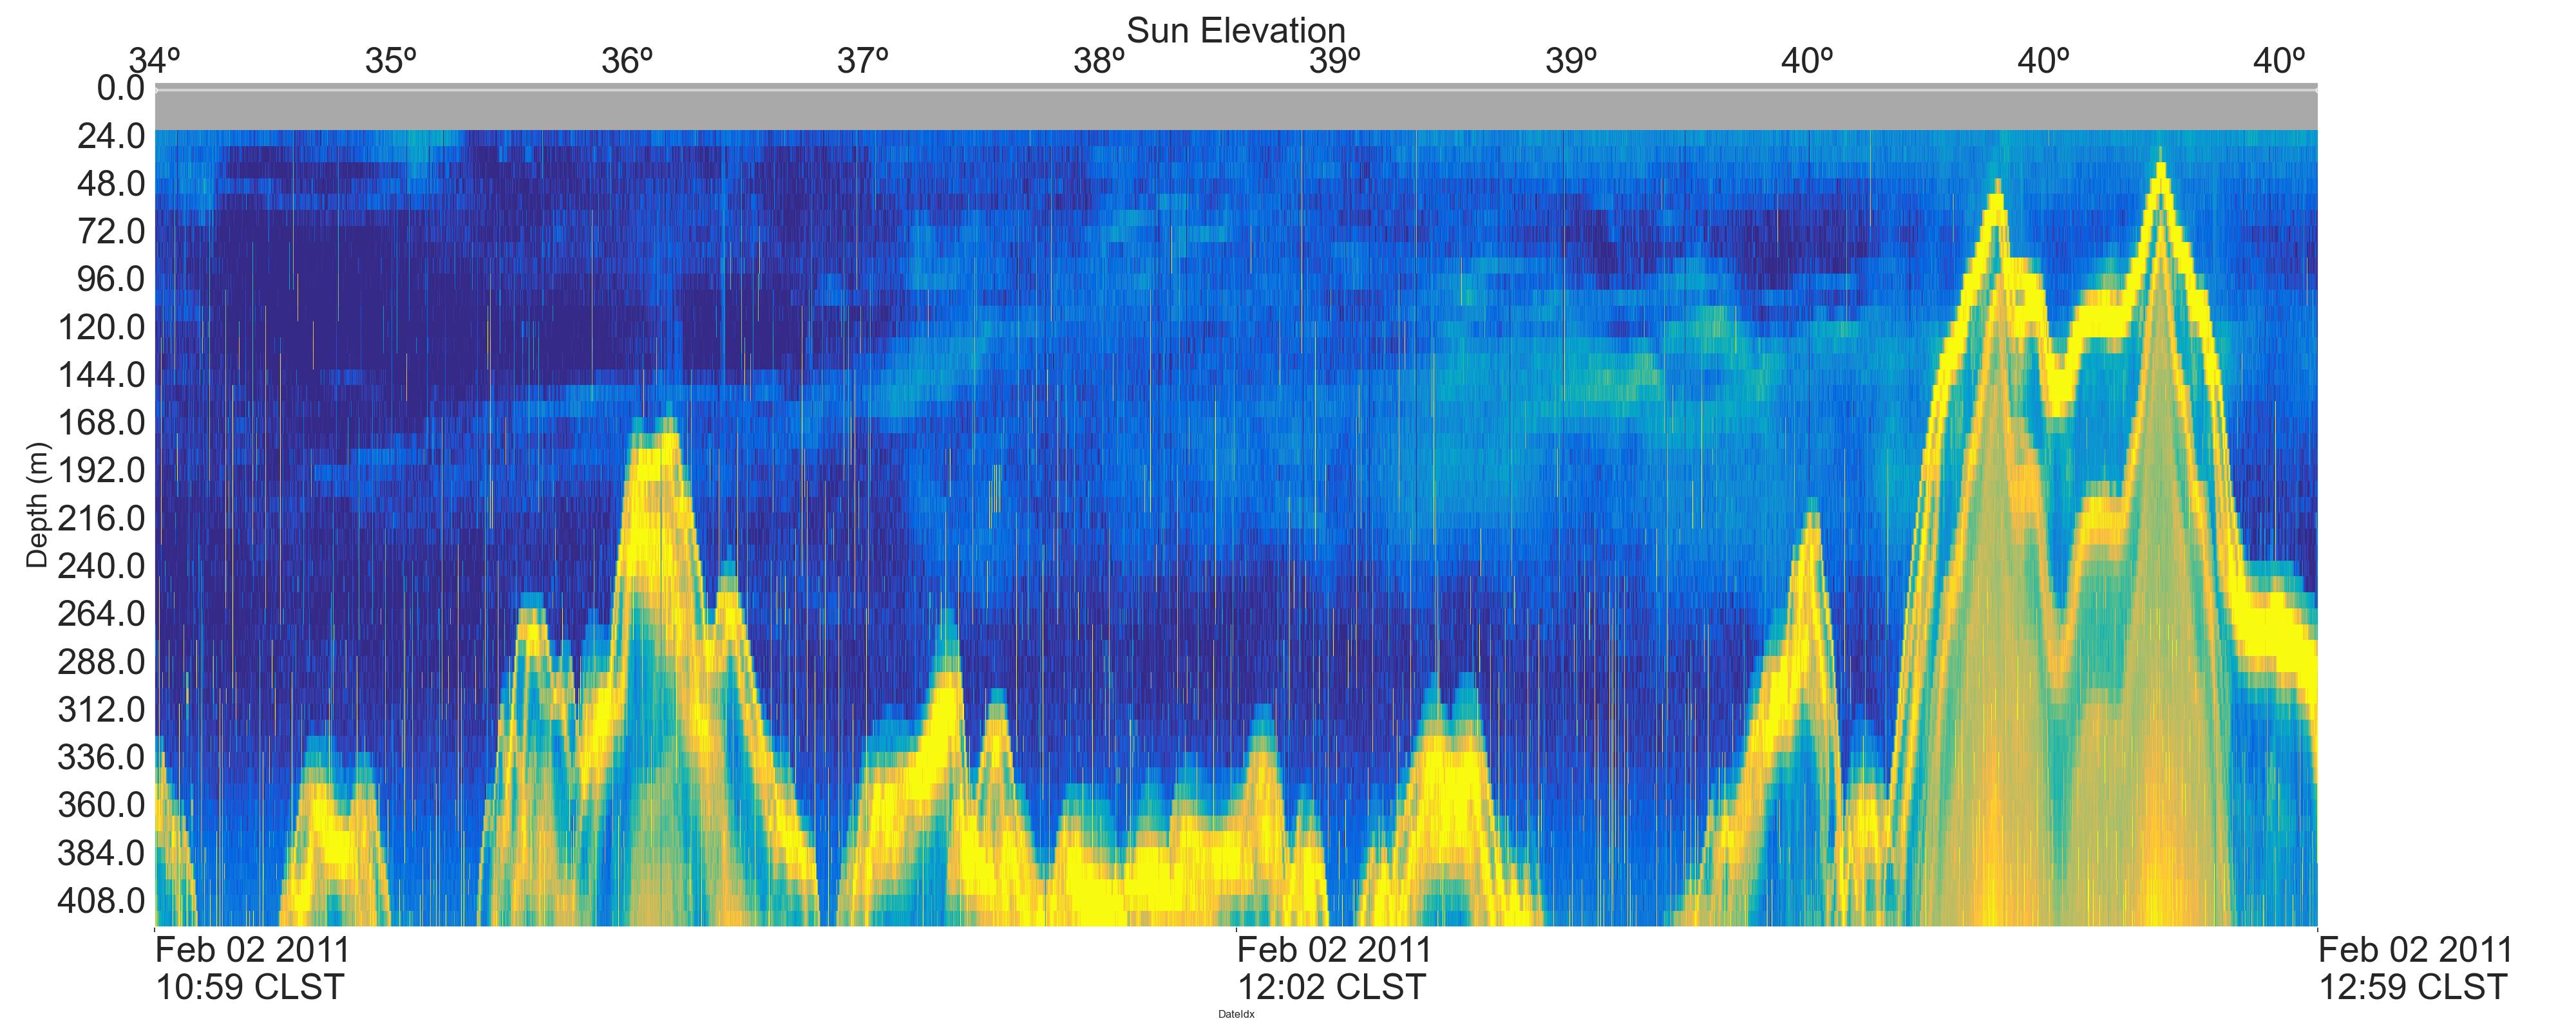 Sun Elevation
34º 35º 36º 37º 38º 39º 39º 40º 40º 40º
0.0
24.0
48.0
72.0
96.0
120.0
144.0
168.0
192.0
216.0
240.0
264.0
288.0
312.0
336.0
360.0
384.0
408.0
Depth (m)
Feb 02 2011
10:59 CLST
Feb 02 2011
12:02 CLST
Feb 02 2011
12:59 CLST
DateIdx